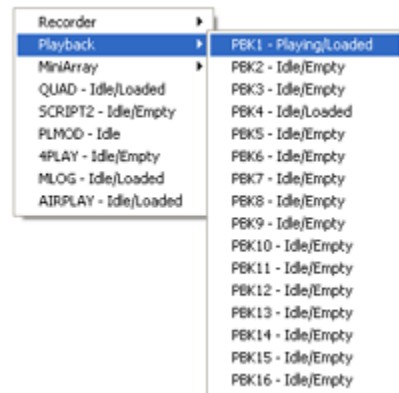 Recorder
Playback
MiniArray
QUAD - Idle/Loaded
SCRIPT2 - Idle/Empty
PLMOD - Idle
4PLAY - Idle/Empty
MLOG - Idle/Loaded
AIRPLAY - Idle/Loaded
PBK1 - Playing/Loaded
PBK2 - Idle/Empty
PBK3 - Idle/Empty
PBK4 - Idle/Loaded
PBK5 - Idle/Empty
PBK6 - Idle/Empty
PBK7 - Idle/Empty
PBK8 - Idle/Empty
PBK9 - Idle/Empty
PBK10 - Idle/Empty
PBK11 - Idle/Empty
PBK12 - Idle/Empty
PBK13 - Idle/Empty
PBK14 - Idle/Empty
PBK15 - Idle/Empty
PBK16 - Idle/Empty